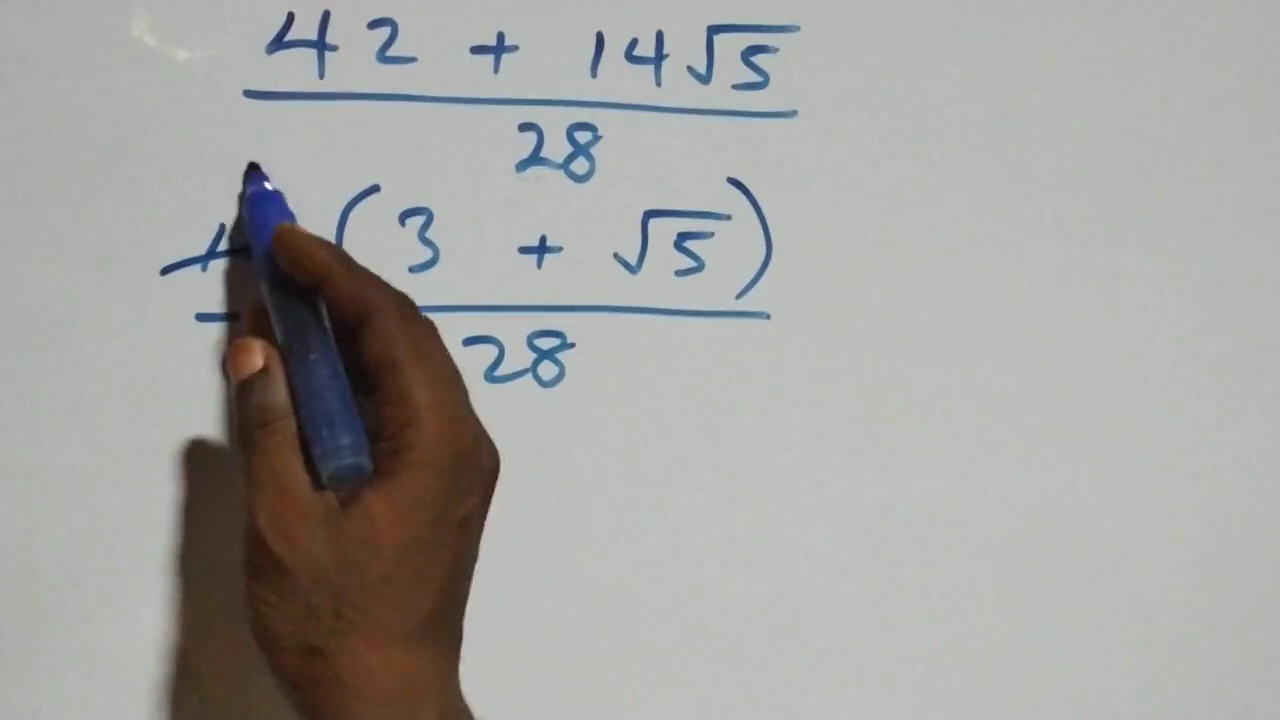 42 + 14√5
28
(3 + √5)
28